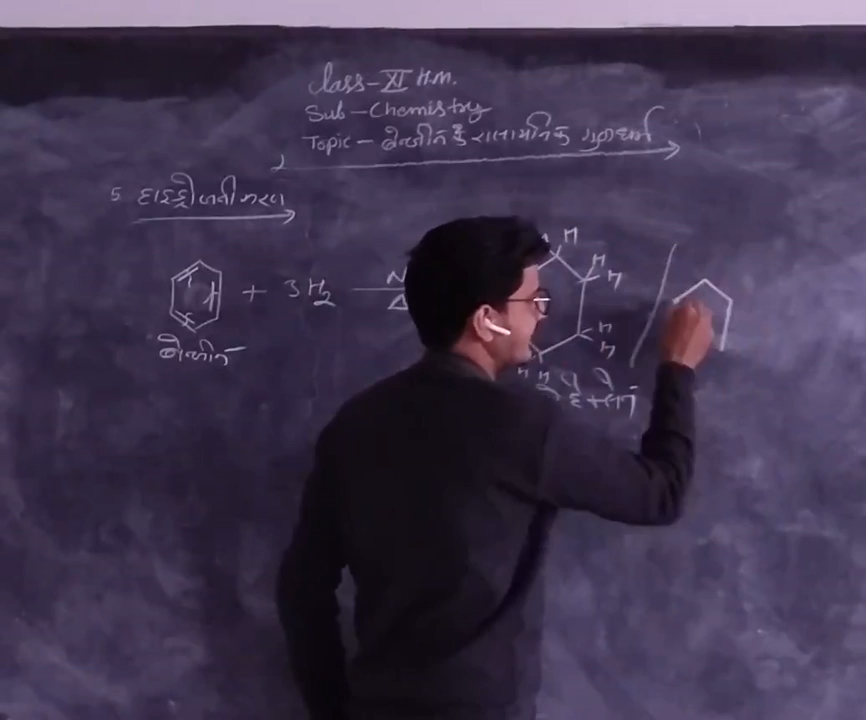 Class-XI H.M.
Sub-Chemistry
Topic-बेन्जीन के रासायनिक गुणधर्म
5. हाइड्रोजनीकरण
+ 3H₂
N
Δ
H
H
H
H
H
H H
बेन्जीन